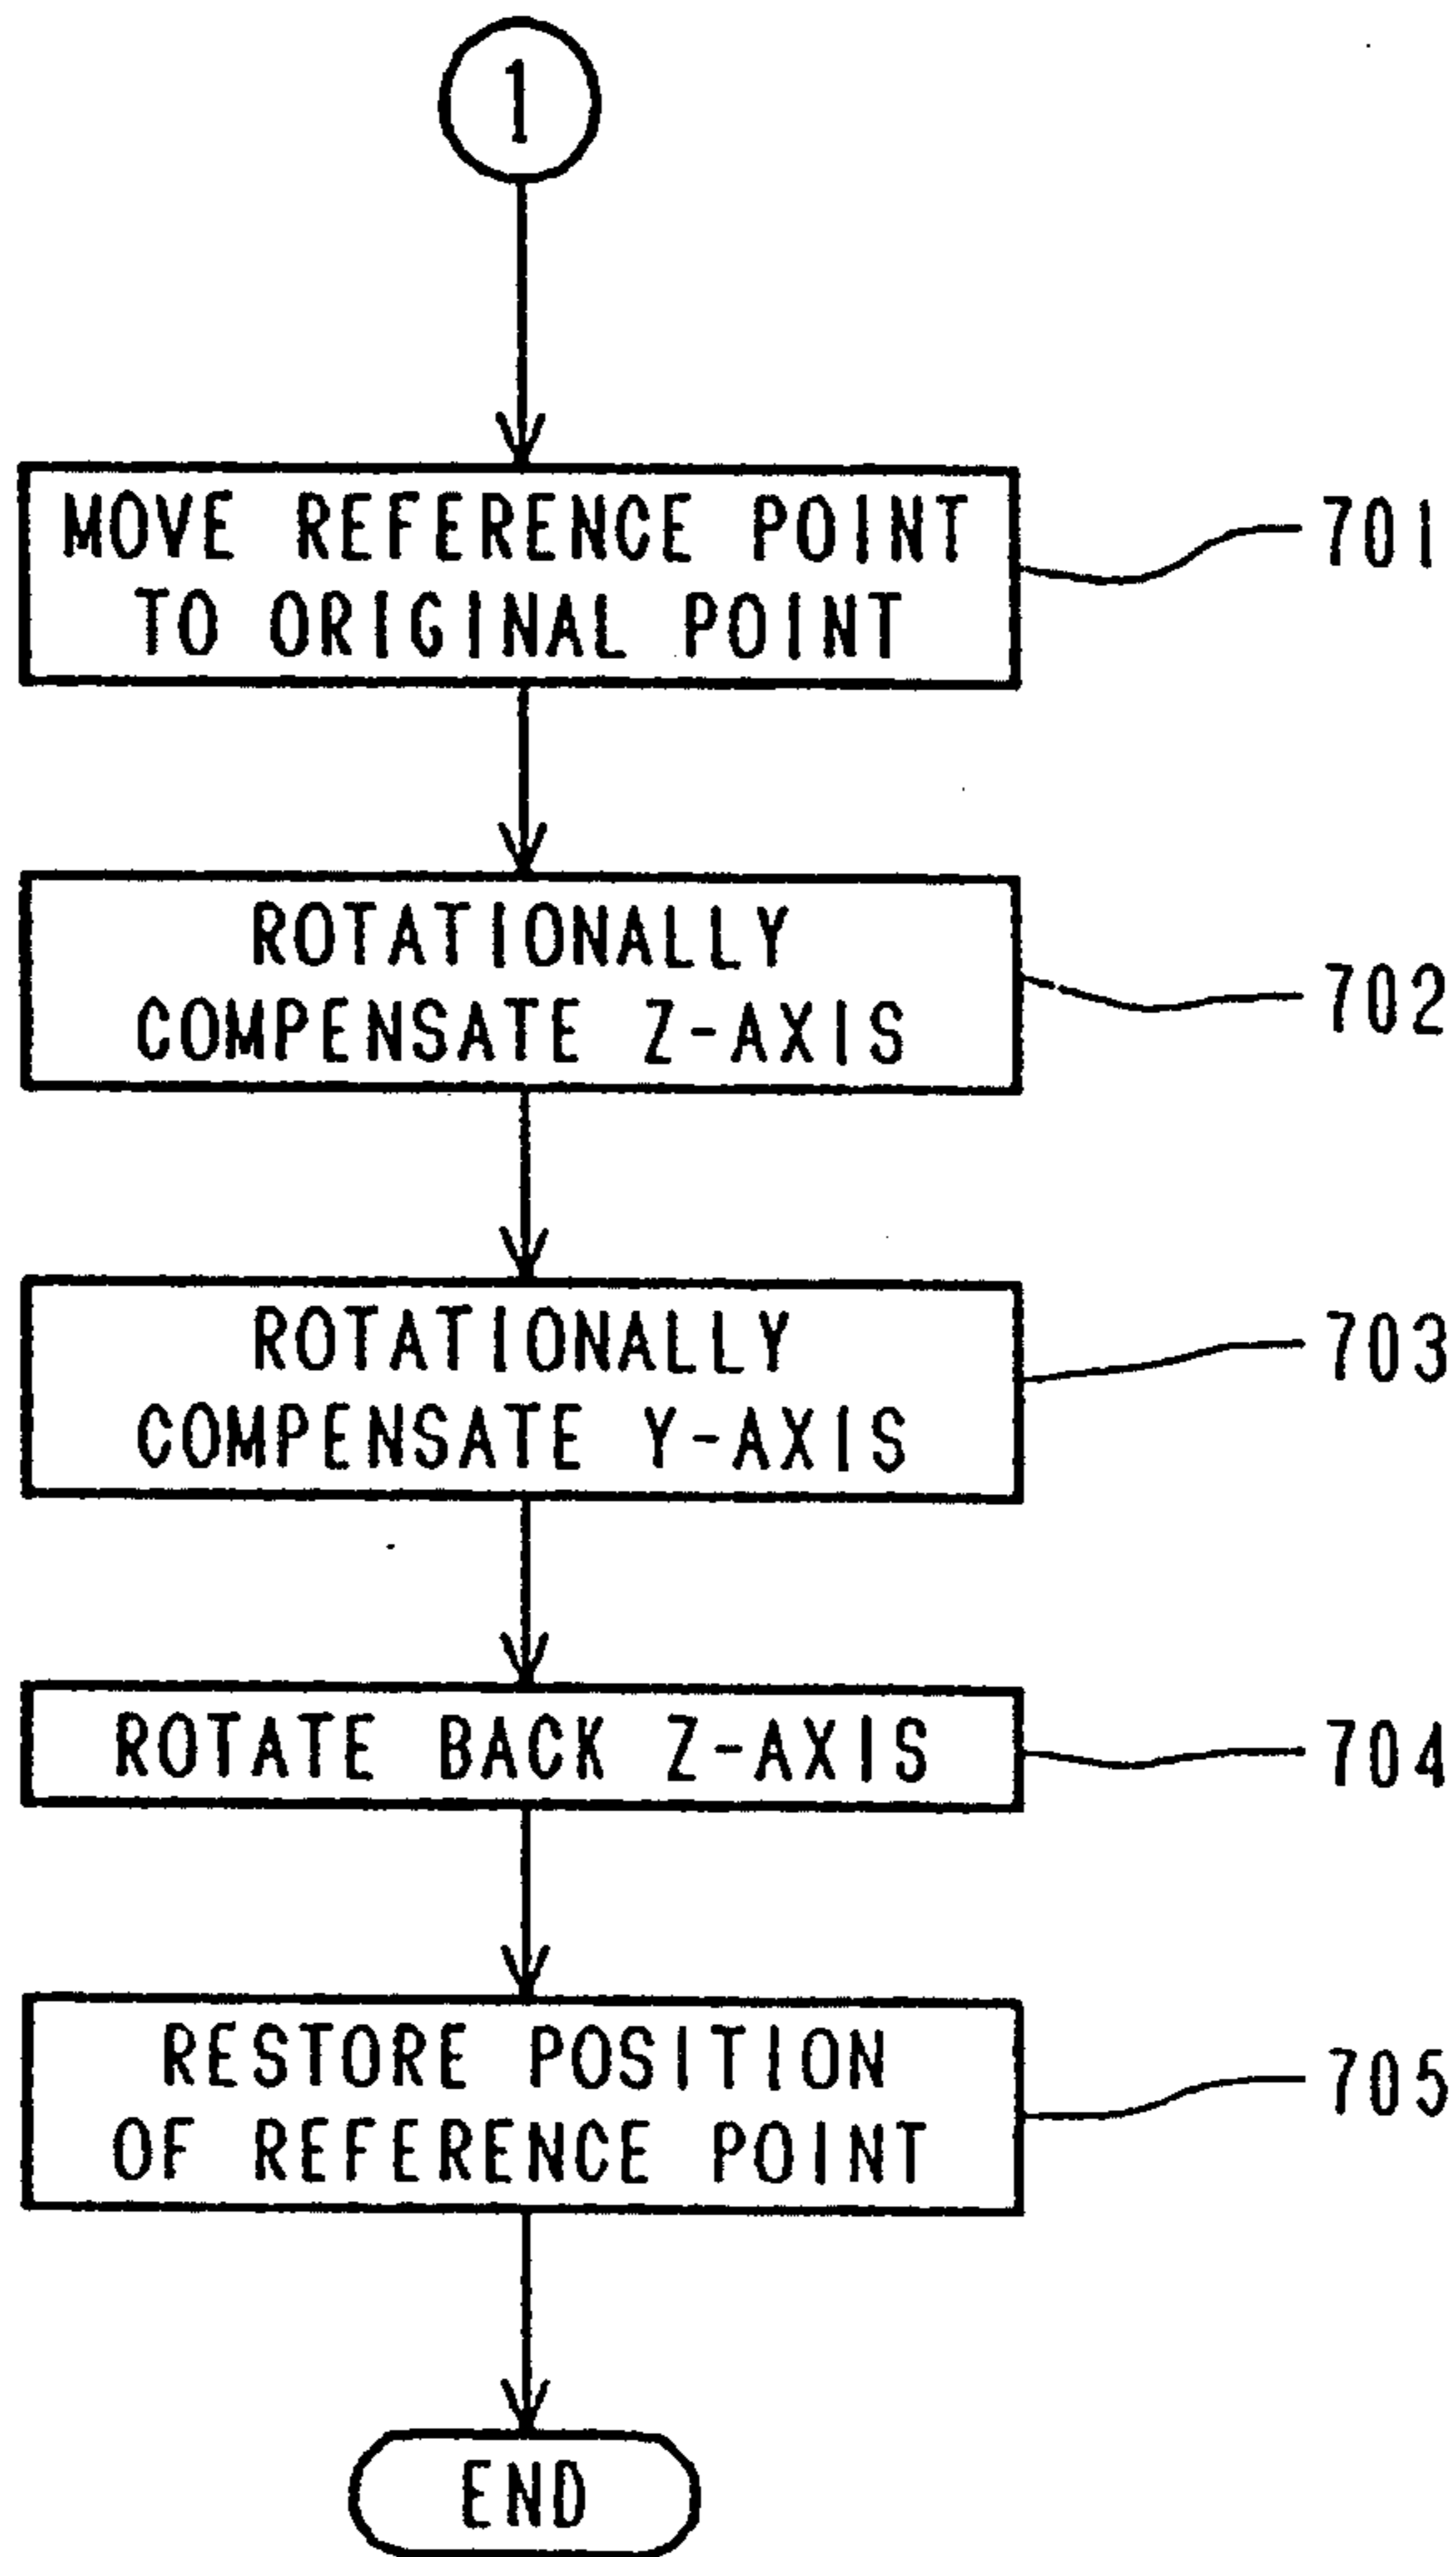 1
MOVE REFERENCE POINT
TO ORIGINAL POINT
701
ROTATIONALLY
COMPENSATE Z-AXIS
702
ROTATIONALLY
COMPENSATE Y-AXIS
703
ROTATE BACK Z-AXIS
704
RESTORE POSITION
OF REFERENCE POINT
705
END